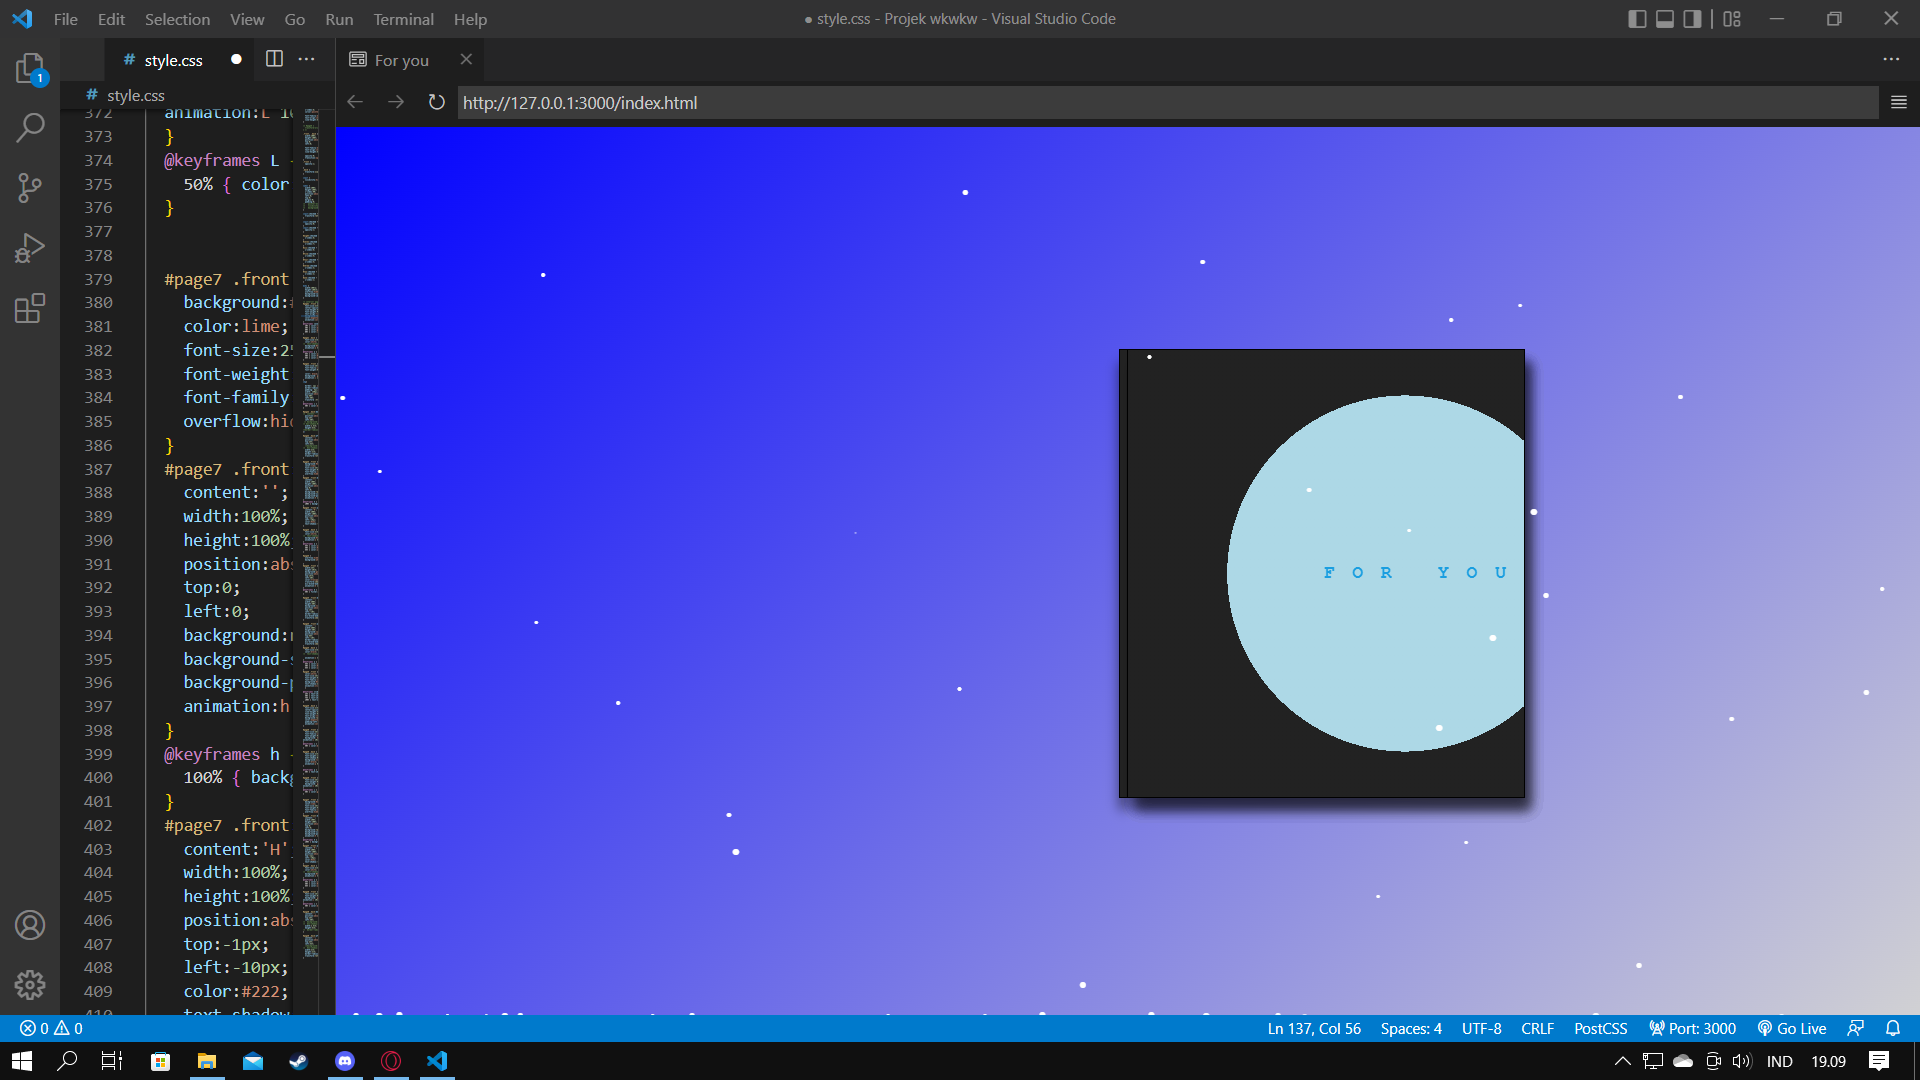 File Edit Selection View Go Run Terminal Help
● style.css - Projek wkwkw - Visual Studio Code
# style.css ●
For you
# style.css
http://127.0.0.1:3000/index.html
1
372 animation:L
373 }
374 @keyframes L
375 50% { color
376 }
377
378
379 #page7 .front
380 background:
381 color:lime;
382 font-size:25
383 font-weight
384 font-family
385 overflow:hid
386 }
387 #page7 .front
388 content:'';
389 width:100%;
390 height:100%
391 position:abs
392 top:0;
393 left:0;
394 background:
395 background-s
396 background-p
397 animation:h
398 }
399 @keyframes h
400 100% { backg
401 }
402 #page7 .front
403 content:'H'
404 width:100%;
405 height:100%
406 position:abs
407 top:-1px;
408 left:-10px;
409 color:#222;
410 text-shadow
FOR YOU
0 0
Ln 137, Col 56 Spaces: 4 UTF-8 CRLF PostCSS Port: 3000 Go Live
IND 19.09